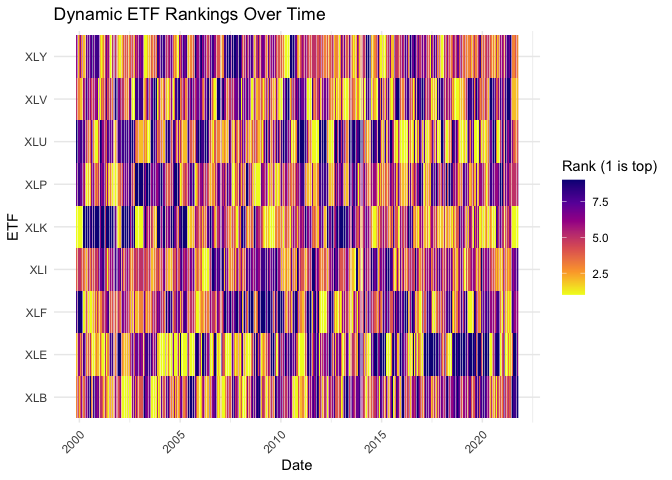 Dynamic ETF Rankings Over Time
XLY
XLV
XLU
XLP
XLK
XLI
XLF
XLE
XLB
ETF
2000
2005
2010
2015
2020
Date
Rank (1 is top)
7.5
5.0
2.5